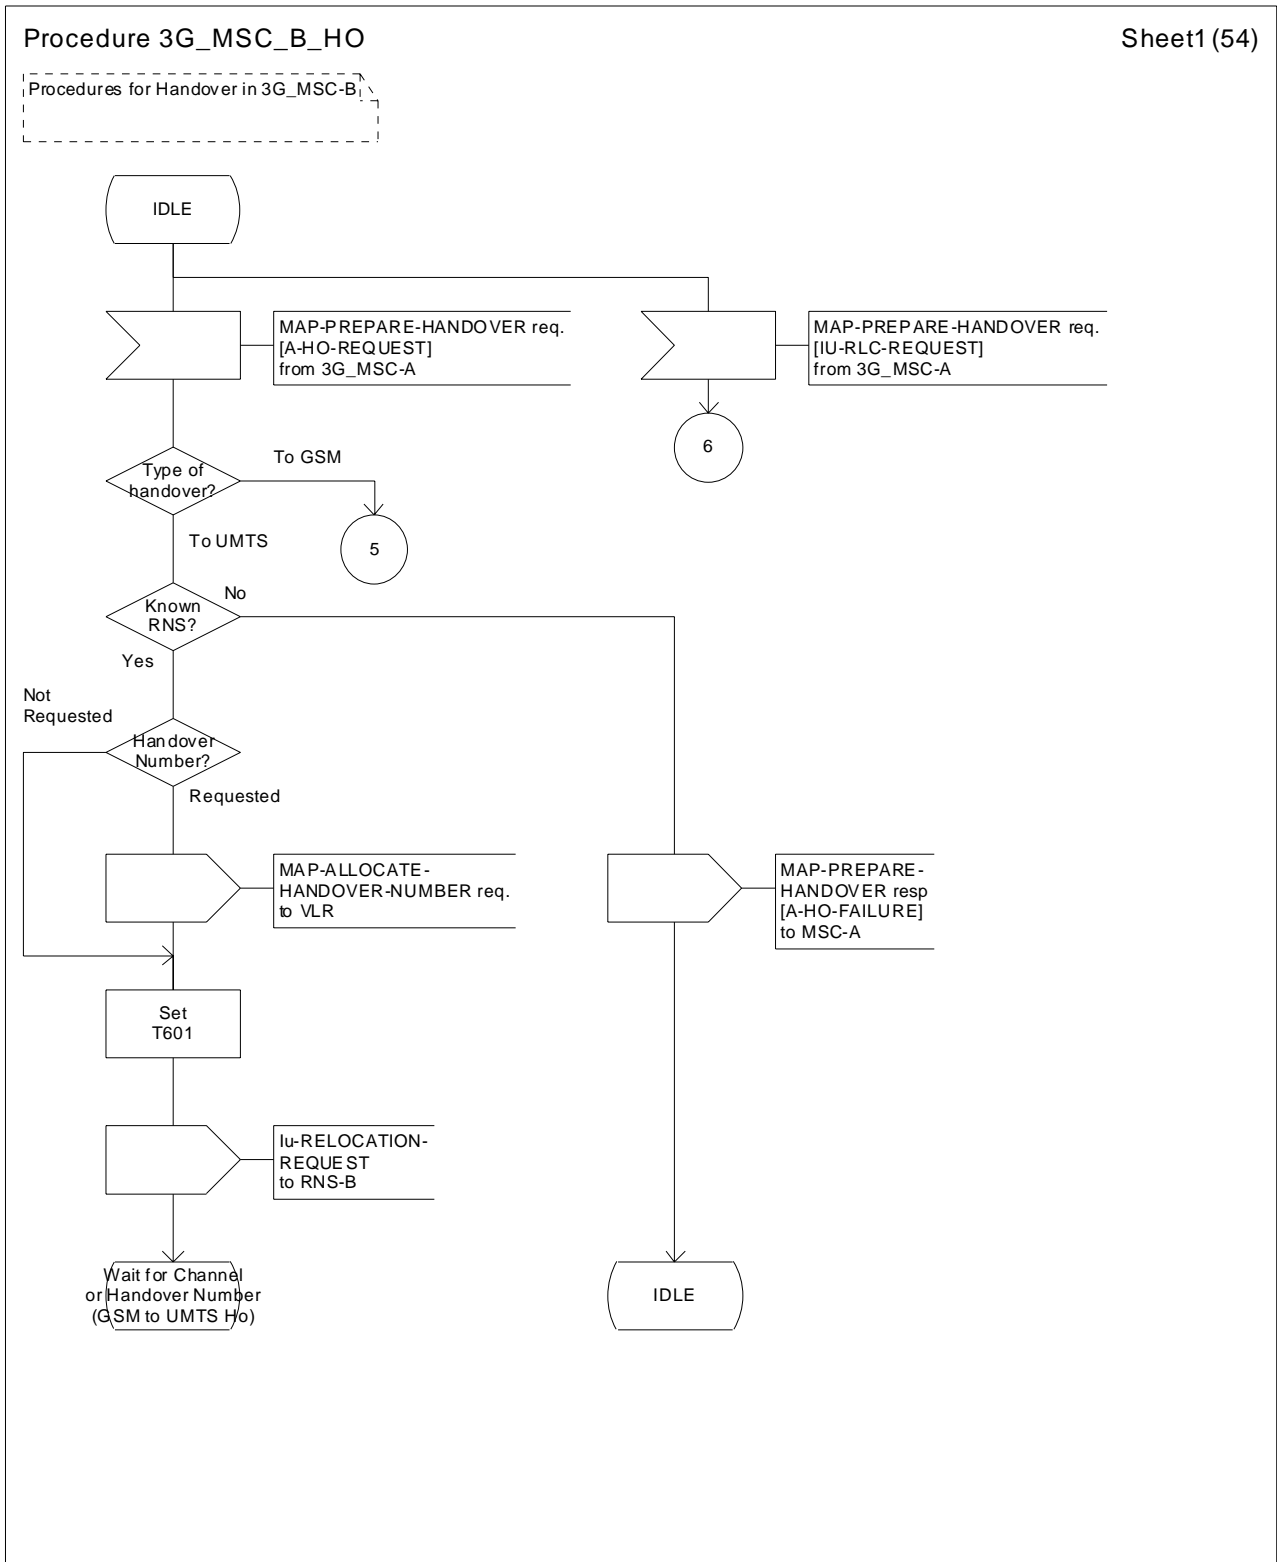 Procedure 3G_MSC_B_HO
Sheet1 (54)
Procedures for Handover in 3G_MSC-B
IDLE
MAP-PREPARE-HANDOVER req.
[A-HO-REQUEST]
from 3G_MSC-A
MAP-PREPARE-HANDOVER req.
[IU-RLC-REQUEST]
from 3G_MSC-A
6
Type of
handover?
To GSM
5
To UMTS
Known
RNS?
No
Yes
Not
Requested
Handover
Number?
Requested
MAP-ALLOCATE-
HANDOVER-NUMBER req.
to VLR
MAP-PREPARE-
HANDOVER resp
[A-HO-FAILURE]
to MSC-A
Set
T601
Iu-RELOCATION-
REQUEST
to RNS-B
Wait for Channel
or Handover Number
(GSM to UMTS Ho)
IDLE